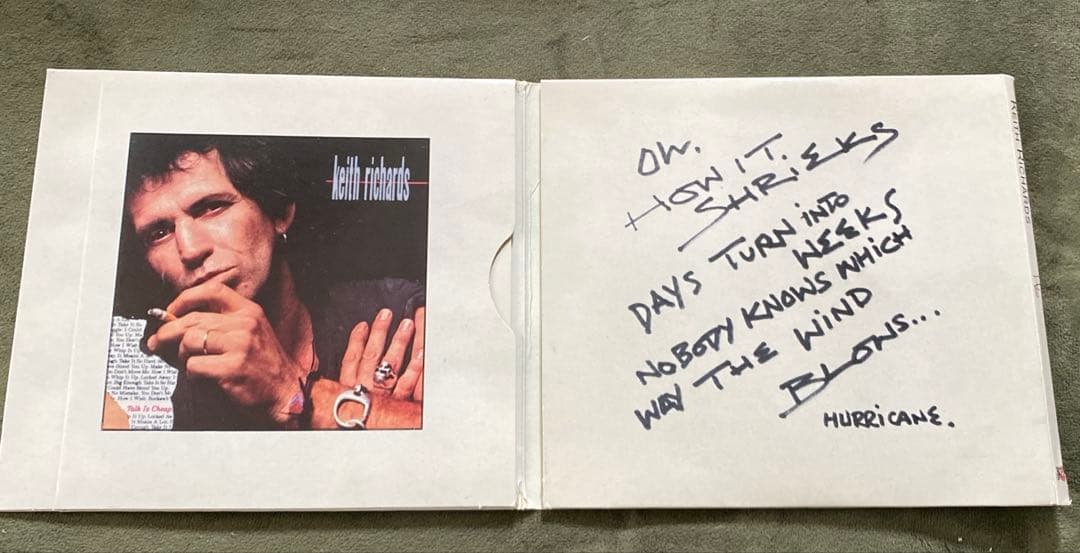 keith richards
Talk Is Cheap
OW.
HOW IT
SHRIEKS
DAYS TURN INTO
WEEKS
NOBODY KNOWS WHICH
WAY THE WIND
BLOWS...
HURRICANE.
KEITH RICHARDS